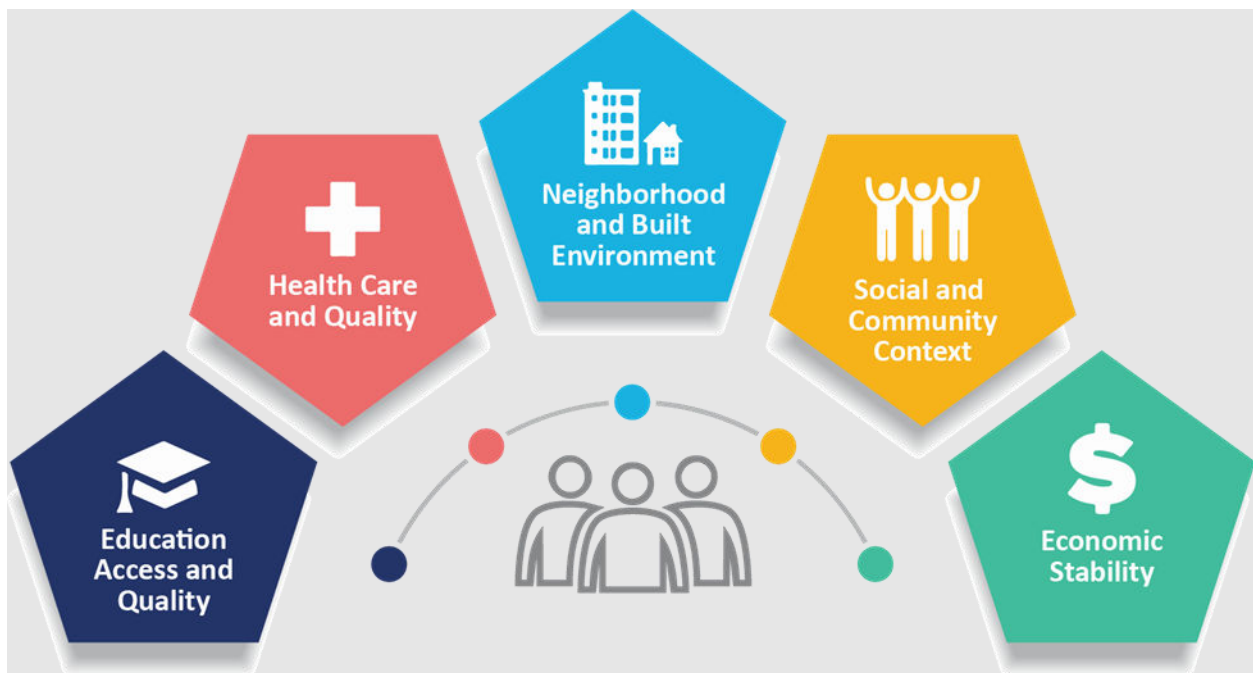 Education
Access and
Quality
Health Care
and Quality
Neighborhood
and Built
Environment
Social and
Community
Context
Economic
Stability